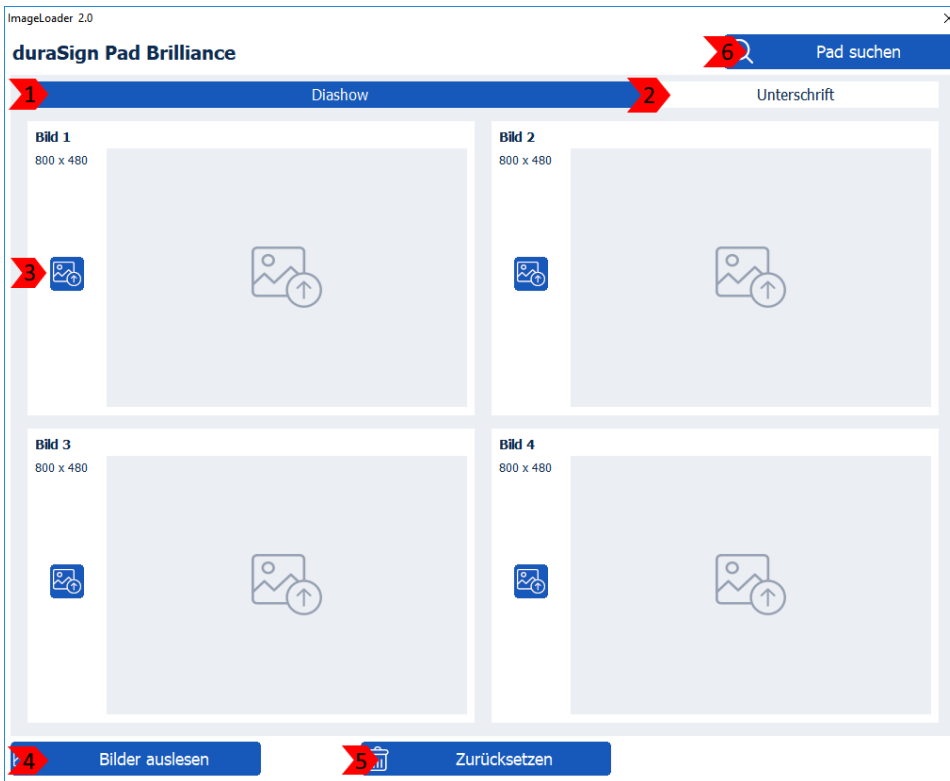 ImageLoader 2.0
duraSign Pad Brilliance
6 Pad suchen
1 Diashow
2 Unterschrift
Bild 1
800 x 480
3
Bild 2
800 x 480
Bild 3
800 x 480
Bild 4
800 x 480
4 Bilder auslesen
5 Zurücksetzen